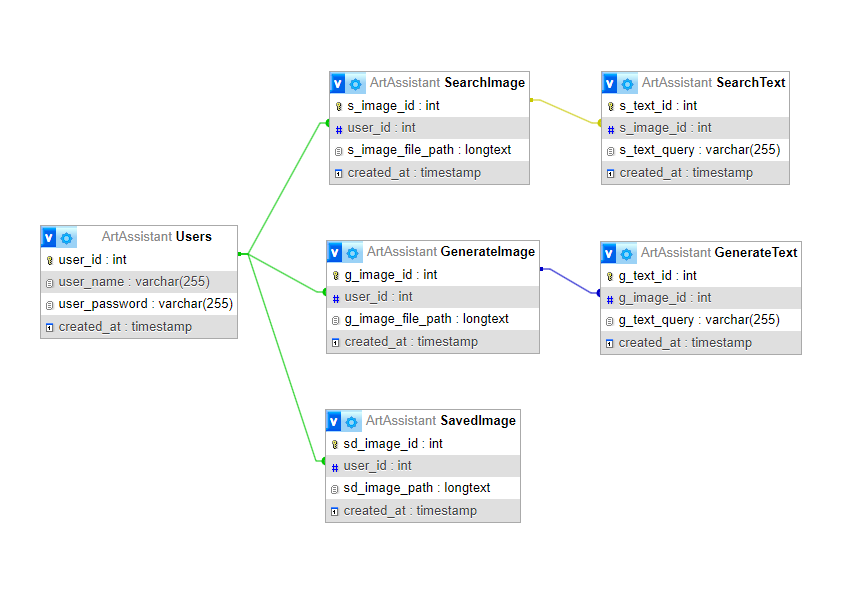 ArtAssistant Users
user_id : int
user_name : varchar(255)
user_password : varchar(255)
created_at : timestamp
ArtAssistant SearchImage
s_image_id : int
user_id : int
s_image_file_path : longtext
created_at : timestamp
ArtAssistant SearchText
s_text_id : int
s_image_id : int
s_text_query : varchar(255)
created_at : timestamp
ArtAssistant GenerateImage
g_image_id : int
user_id : int
g_image_file_path : longtext
created_at : timestamp
ArtAssistant GenerateText
g_text_id : int
g_image_id : int
g_text_query : varchar(255)
created_at : timestamp
ArtAssistant SavedImage
sd_image_id : int
user_id : int
sd_image_path : longtext
created_at : timestamp